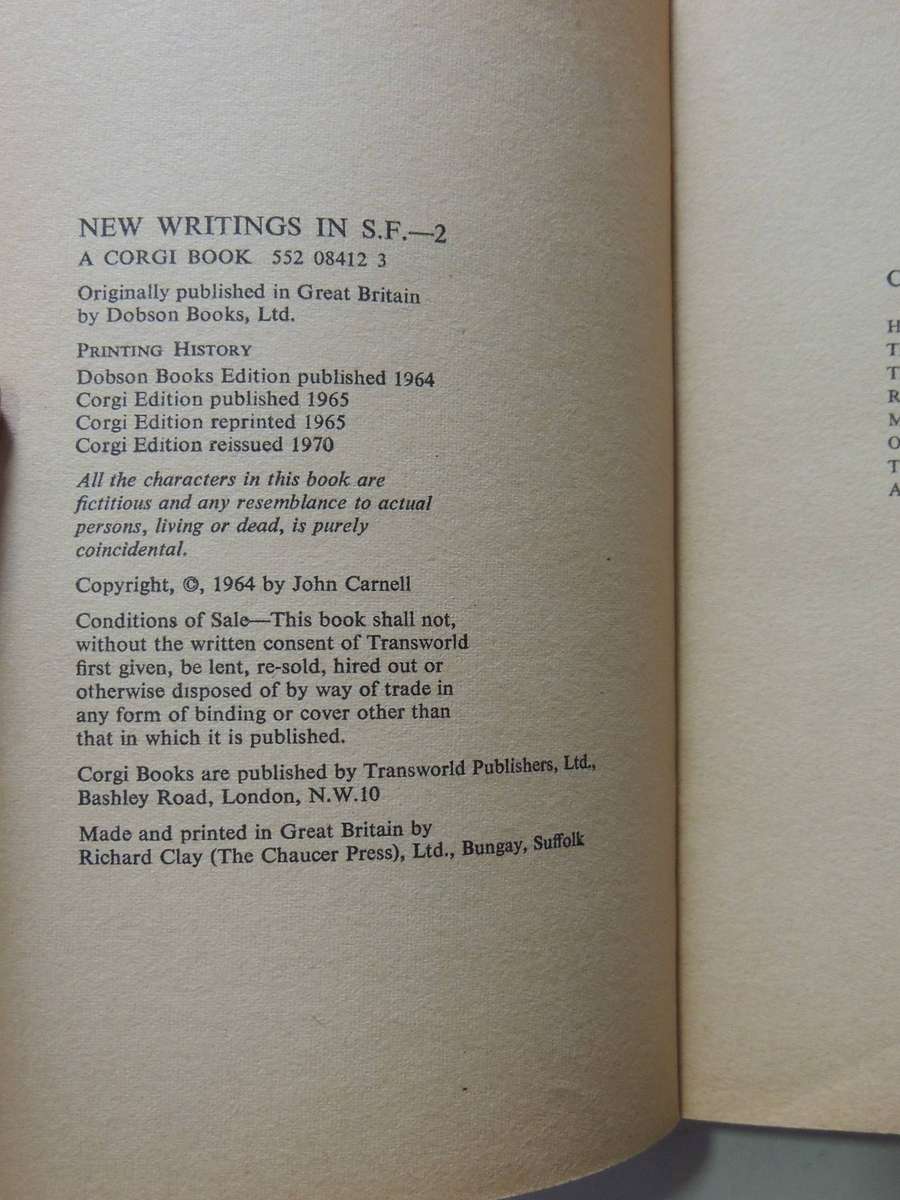 NEW WRITINGS IN S.F.—2
A CORGI BOOK 552 08412 3
Originally published in Great Britain
by Dobson Books, Ltd.
PRINTING HISTORY
Dobson Books Edition published 1964
Corgi Edition published 1965
Corgi Edition reprinted 1965
Corgi Edition reissued 1970
All the characters in this book are
fictitious and any resemblance to actual
persons, living or dead, is purely
coincidental.
Copyright, ©, 1964 by John Carnell
Conditions of Sale—This book shall not,
without the written consent of Transworld
first given, be lent, re-sold, hired out or
otherwise disposed of by way of trade in
any form of binding or cover other than
that in which it is published.
Corgi Books are published by Transworld Publishers, Ltd.,
Bashley Road, London, N.W.10
Made and printed in Great Britain by
Richard Clay (The Chaucer Press), Ltd., Bungay, Suffolk